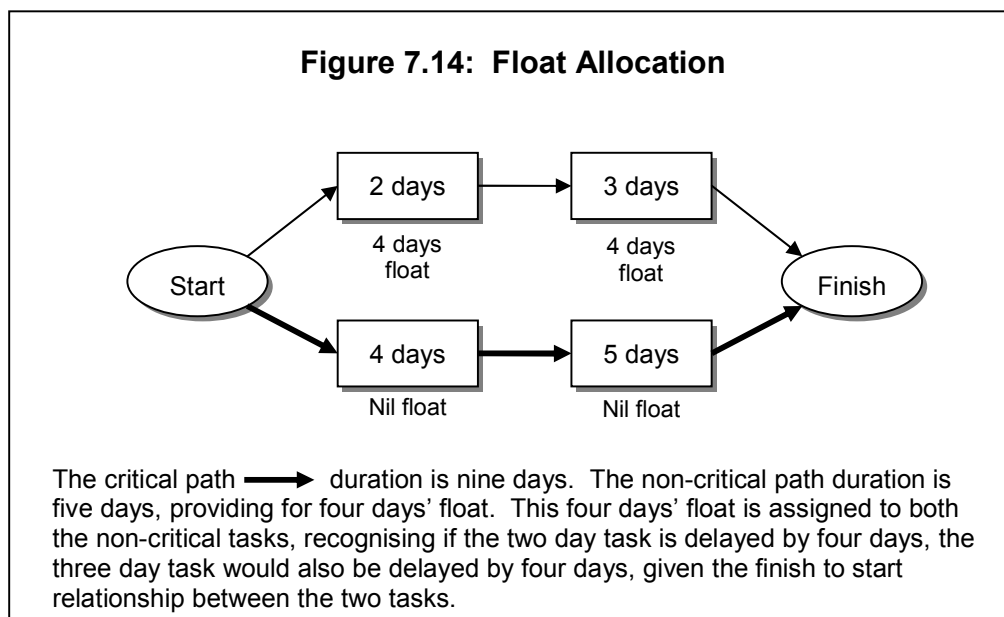 Figure 7.14:  Float Allocation
2 days
3 days
4 days
float
4 days
float
Start
Finish
4 days
5 days
Nil float
Nil float
The critical path duration is nine days.  The non-critical path duration is
five days, providing for four days’ float.  This four days’ float is assigned to both
the non-critical tasks, recognising if the two day task is delayed by four days, the
three day task would also be delayed by four days, given the finish to start
relationship between the two tasks.